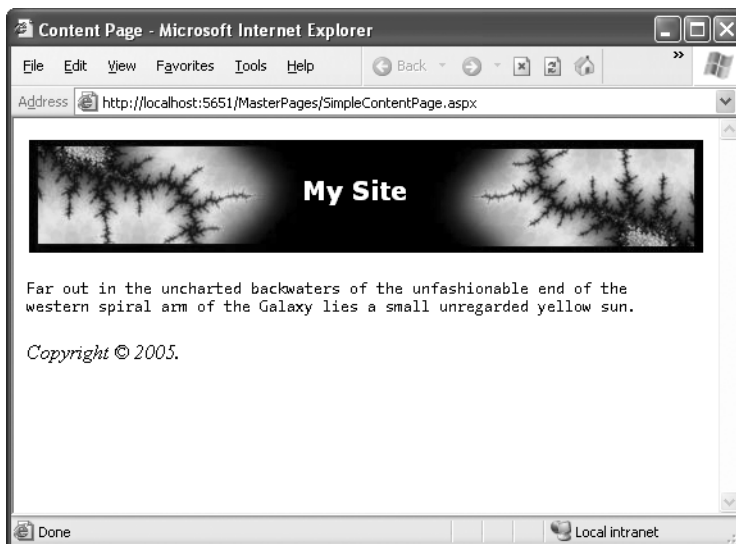 Content Page - Microsoft Internet Explorer
File Edit View Favorites Tools Help Back »
Address http://localhost:5651/MasterPages/SimpleContentPage.aspx
My Site
Far out in the uncharted backwaters of the unfashionable end of the
western spiral arm of the Galaxy lies a small unregarded yellow sun.
Copyright © 2005.
Done Local intranet